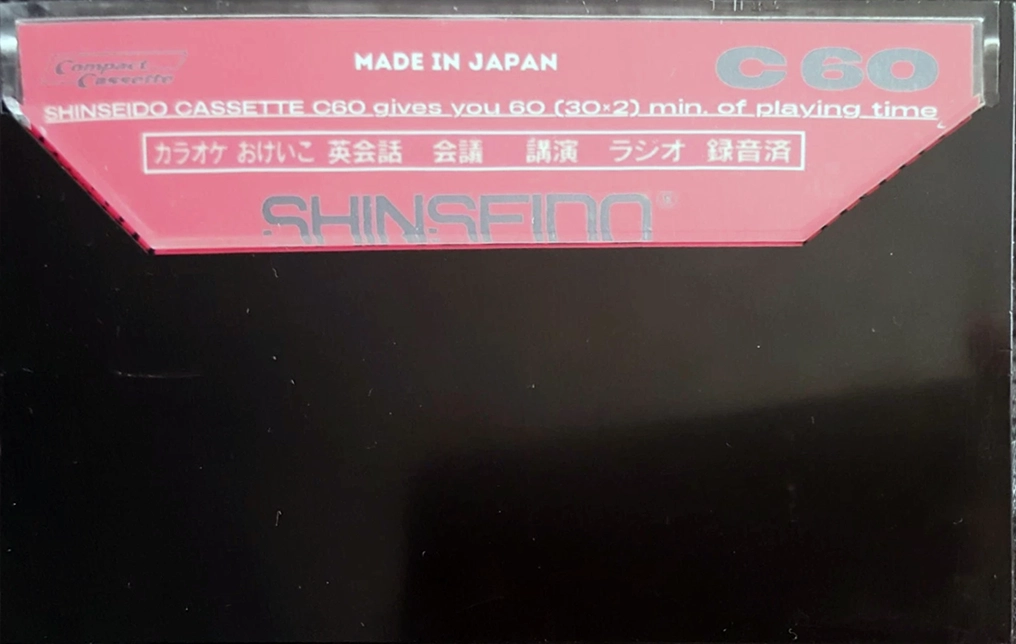 Compact Cassette
MADE IN JAPAN
C 60
SHINSEIDO CASSETTE C60 gives you 60 (30×2) min. of playing time
カラオケ おけいこ 英会話 会議 講演 ラジオ 録音済
SHINSEIDO®